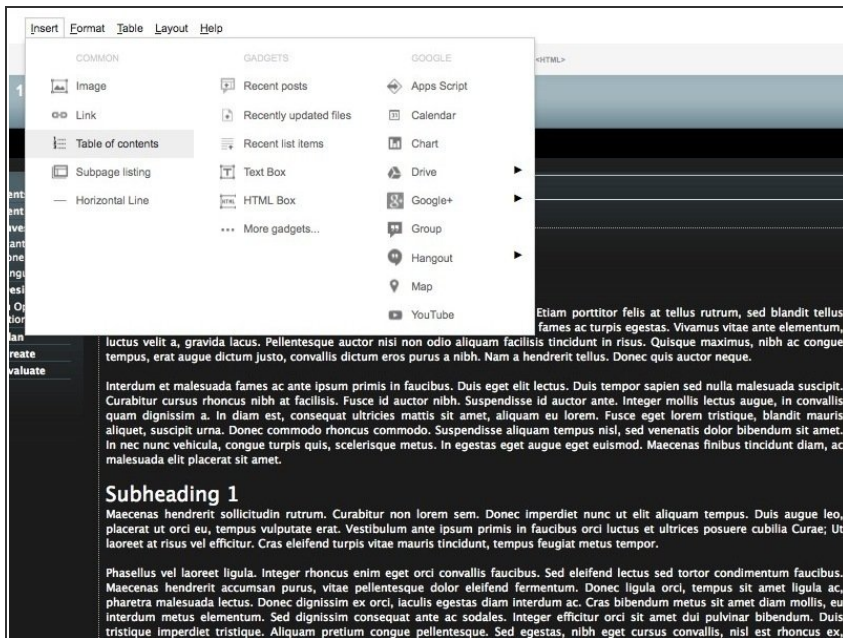 Insert Format Table Layout Help
COMMON GADGETS GOOGLE
<HTML>
Image Recent posts Apps Script
1
Link Recently updated files Calendar
Table of contents Recent list items Chart
Subpage listing Text Box Drive
Horizontal Line HTML Box Google+
More gadgets... Group
Hangout
Map
YouTube
Etiam porttitor felis at tellus rutrum, sed blandit tellus
fames ac turpis egestas. Vivamus vitae ante elementum,
luctus velit a, gravida lacus. Pellentesque auctor nisi non odio aliquam facilisis tincidunt in risus. Quisque maximus, nibh ac congue
tempus, erat augue dictum justo, convallis dictum eros purus a nibh. Nam a hendrerit tellus. Donec quis auctor neque.
reate
valuate
Interdum et malesuada fames ac ante ipsum primis in faucibus. Duis eget elit lectus. Duis tempor sapien sed nulla malesuada suscipit.
Curabitur cursus rhoncus nibh at facilisis. Fusce id auctor nibh. Suspendisse id auctor ante. Integer mollis lectus augue, in convallis
quam dignissim a. In diam est, consequat ultricies mattis sit amet, aliquam eu lorem. Fusce eget lorem tristique, blandit mauris
aliquet, suscipit urna. Donec commodo rhoncus commodo. Suspendisse aliquam tempus nisl, sed venenatis dolor bibendum sit amet.
In nec nunc vehicula, congue turpis quis, scelerisque metus. In egestas eget augue eget euismod. Maecenas finibus tincidunt diam, ac
malesuada elit placerat sit amet.
Subheading 1
Maecenas hendrerit sollicitudin rutrum. Curabitur non lorem sem. Donec imperdiet nunc ut elit aliquam tempus. Duis augue leo,
placerat ut orci eu, tempus vulputate erat. Vestibulum ante ipsum primis in faucibus orci luctus et ultrices posuere cubilia Curae; Ut
laoreet at risus vel efficitur. Cras eleifend turpis vitae mauris tincidunt, tempus feugiat metus tempor.
Phasellus vel laoreet ligula. Integer rhoncus enim eget orci convallis faucibus. Sed eleifend lectus sed tortor condimentum faucibus.
Maecenas hendrerit accumsan purus, vitae pellentesque dolor eleifend fermentum. Donec ligula orci, tempus sit amet ligula ac,
pharetra malesuada lectus. Donec dignissim ex orci, iaculis egestas diam interdum ac. Cras bibendum metus sit amet diam mollis, eu
interdum metus elementum. Sed dignissim consequat ante ac sodales. Integer efficitur orci sit amet dui pulvinar bibendum. Duis
tristique imperdiet tristique. Aliquam pretium congue pellentesque. Sed egestas, nibh eget cursus convallis, nisl est rhoncus ex,